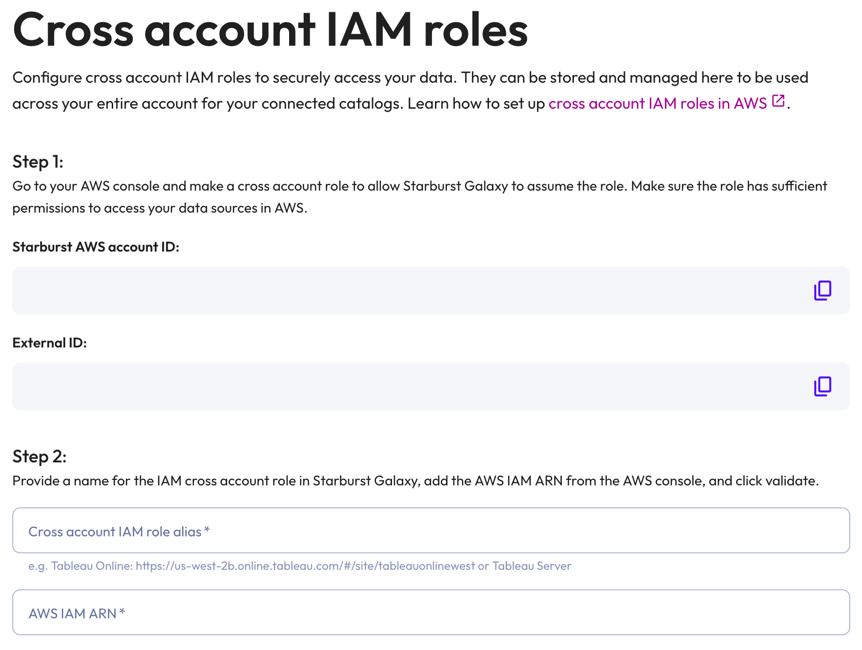 Cross account IAM roles
Configure cross account IAM roles to securely access your data. They can be stored and managed here to be used
across your entire account for your connected catalogs. Learn how to set up cross account IAM roles in AWS.
Step 1:
Go to your AWS console and make a cross account role to allow Starburst Galaxy to assume the role. Make sure the role has sufficient
permissions to access your data sources in AWS.
Starburst AWS account ID:
External ID:
Step 2:
Provide a name for the IAM cross account role in Starburst Galaxy, add the AWS IAM ARN from the AWS console, and click validate.
Cross account IAM role alias *
e.g. Tableau Online: https://us-west-2b.online.tableau.com/#/site/tableauonlinewest or Tableau Server
AWS IAM ARN *